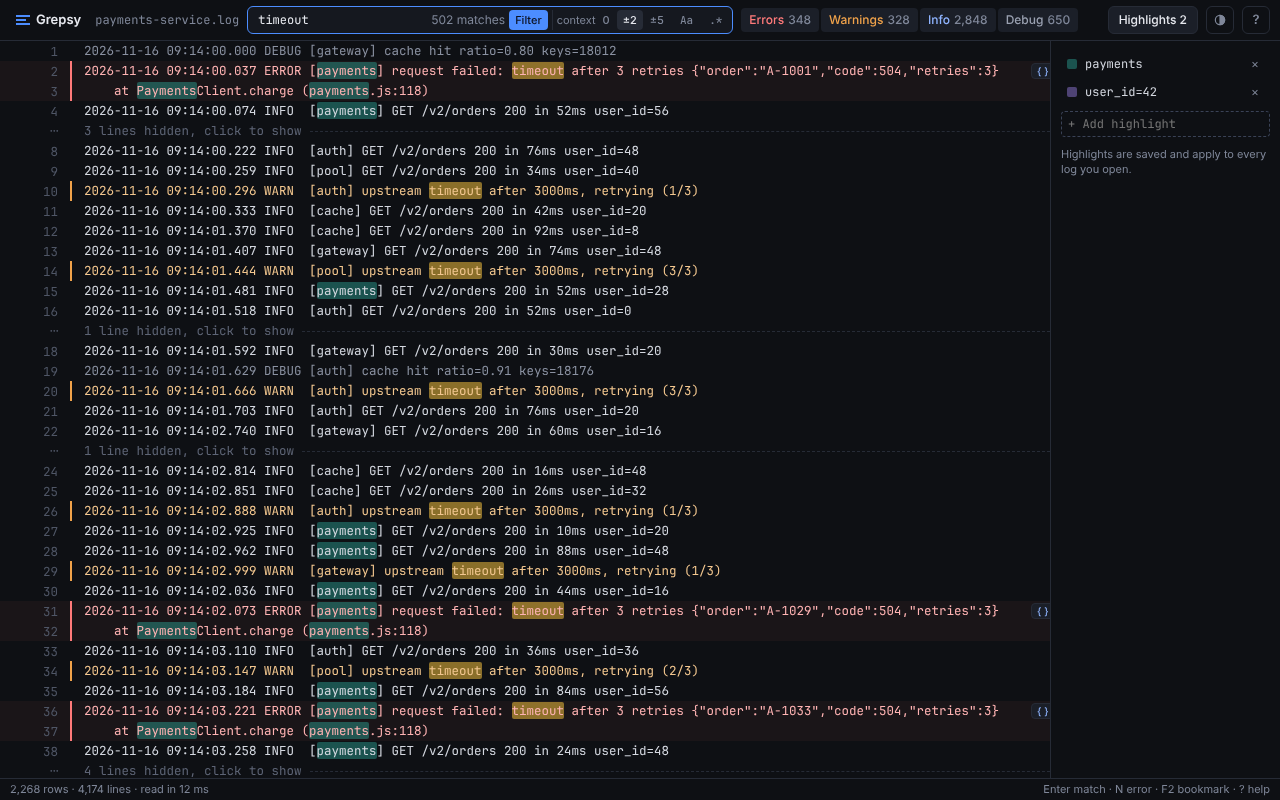 Grepsy payments-service.log timeout 502 matches Filter context 0 ±2 ±5 Aa .* Errors 348 Warnings 328 Info 2,848 Debug 650 Highlights 2 ?
1 2026-11-16 09:14:00.000 DEBUG [gateway] cache hit ratio=0.80 keys=18012
2 2026-11-16 09:14:00.037 ERROR [payments] request failed: timeout after 3 retries {"order":"A-1001","code":504,"retries":3} {}
3 at PaymentsClient.charge (payments.js:118)
4 2026-11-16 09:14:00.074 INFO [payments] GET /v2/orders 200 in 52ms user_id=56
⋯ 3 lines hidden, click to show
8 2026-11-16 09:14:00.222 INFO [auth] GET /v2/orders 200 in 76ms user_id=48
9 2026-11-16 09:14:00.259 INFO [pool] GET /v2/orders 200 in 34ms user_id=40
10 2026-11-16 09:14:00.296 WARN [auth] upstream timeout after 3000ms, retrying (1/3)
11 2026-11-16 09:14:00.333 INFO [cache] GET /v2/orders 200 in 42ms user_id=20
12 2026-11-16 09:14:01.370 INFO [cache] GET /v2/orders 200 in 92ms user_id=8
13 2026-11-16 09:14:01.407 INFO [gateway] GET /v2/orders 200 in 74ms user_id=48
14 2026-11-16 09:14:01.444 WARN [pool] upstream timeout after 3000ms, retrying (3/3)
15 2026-11-16 09:14:01.481 INFO [payments] GET /v2/orders 200 in 52ms user_id=28
16 2026-11-16 09:14:01.518 INFO [auth] GET /v2/orders 200 in 52ms user_id=0
⋯ 1 line hidden, click to show
18 2026-11-16 09:14:01.592 INFO [gateway] GET /v2/orders 200 in 30ms user_id=20
19 2026-11-16 09:14:01.629 DEBUG [auth] cache hit ratio=0.91 keys=18176
20 2026-11-16 09:14:01.666 WARN [auth] upstream timeout after 3000ms, retrying (3/3)
21 2026-11-16 09:14:01.703 INFO [auth] GET /v2/orders 200 in 76ms user_id=20
22 2026-11-16 09:14:02.740 INFO [gateway] GET /v2/orders 200 in 60ms user_id=16
⋯ 1 line hidden, click to show
24 2026-11-16 09:14:02.814 INFO [cache] GET /v2/orders 200 in 16ms user_id=48
25 2026-11-16 09:14:02.851 INFO [cache] GET /v2/orders 200 in 26ms user_id=32
26 2026-11-16 09:14:02.888 WARN [auth] upstream timeout after 3000ms, retrying (1/3)
27 2026-11-16 09:14:02.925 INFO [payments] GET /v2/orders 200 in 10ms user_id=20
28 2026-11-16 09:14:02.962 INFO [payments] GET /v2/orders 200 in 88ms user_id=48
29 2026-11-16 09:14:02.999 WARN [gateway] upstream timeout after 3000ms, retrying (1/3)
30 2026-11-16 09:14:02.036 INFO [payments] GET /v2/orders 200 in 44ms user_id=16
31 2026-11-16 09:14:02.073 ERROR [payments] request failed: timeout after 3 retries {"order":"A-1029","code":504,"retries":3} {}
32 at PaymentsClient.charge (payments.js:118)
33 2026-11-16 09:14:03.110 INFO [auth] GET /v2/orders 200 in 36ms user_id=36
34 2026-11-16 09:14:03.147 WARN [pool] upstream timeout after 3000ms, retrying (2/3)
35 2026-11-16 09:14:03.184 INFO [payments] GET /v2/orders 200 in 84ms user_id=56
36 2026-11-16 09:14:03.221 ERROR [payments] request failed: timeout after 3 retries {"order":"A-1033","code":504,"retries":3} {}
37 at PaymentsClient.charge (payments.js:118)
38 2026-11-16 09:14:03.258 INFO [payments] GET /v2/orders 200 in 24ms user_id=48
⋯ 4 lines hidden, click to show
payments ×
user_id=42 ×
+ Add highlight
Highlights are saved and apply to every
log you open.
2,268 rows · 4,174 lines · read in 12 ms Enter match · N error · F2 bookmark · ? help